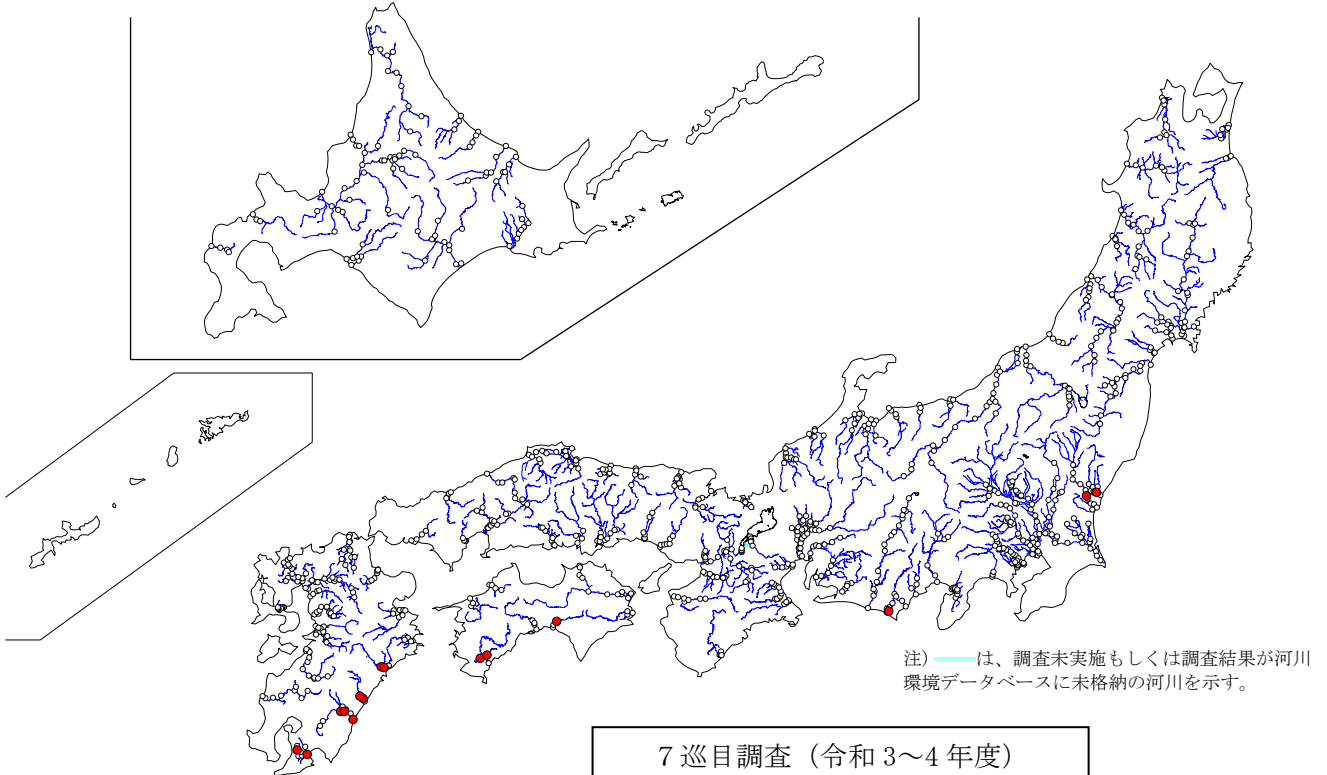 注） は、調査未実施もしくは調査結果が河川
環境データベースに未格納の河川を示す。
７巡目調査（令和 3～4 年度）